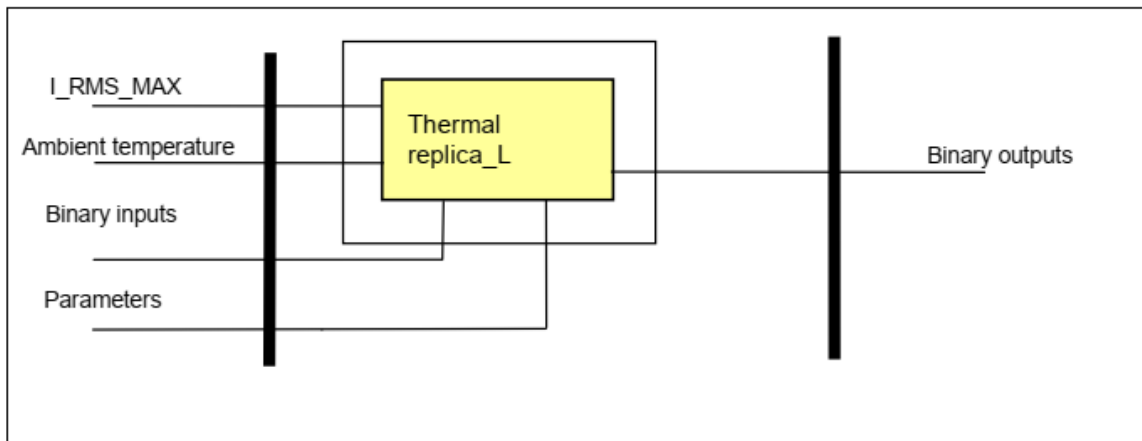 I_RMS_MAX
Ambient temperature
Binary inputs
Parameters
Thermal
replica_L
Binary outputs